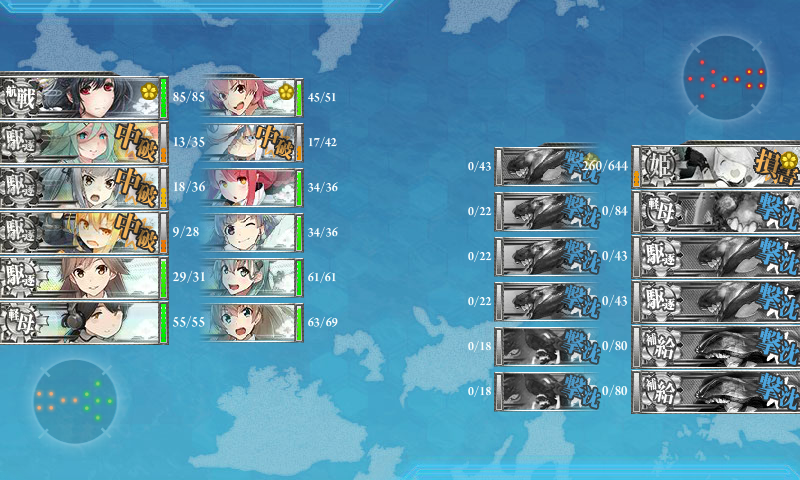 航戦 85/85 45/51
駆逐 中破 13/35 中破 17/42
駆逐 中破 18/36 34/36
駆逐 中破 9/28 34/36
駆逐 29/31 61/61
軽母 55/55 63/69
0/43 撃沈 260/644 姫 損害
0/22 撃沈 0/84 軽母 撃沈
0/22 撃沈 0/43 駆逐 撃沈
0/22 撃沈 0/43 駆逐 撃沈
0/18 撃沈 0/80 補給 撃沈
0/18 撃沈 0/80 補給 撃沈